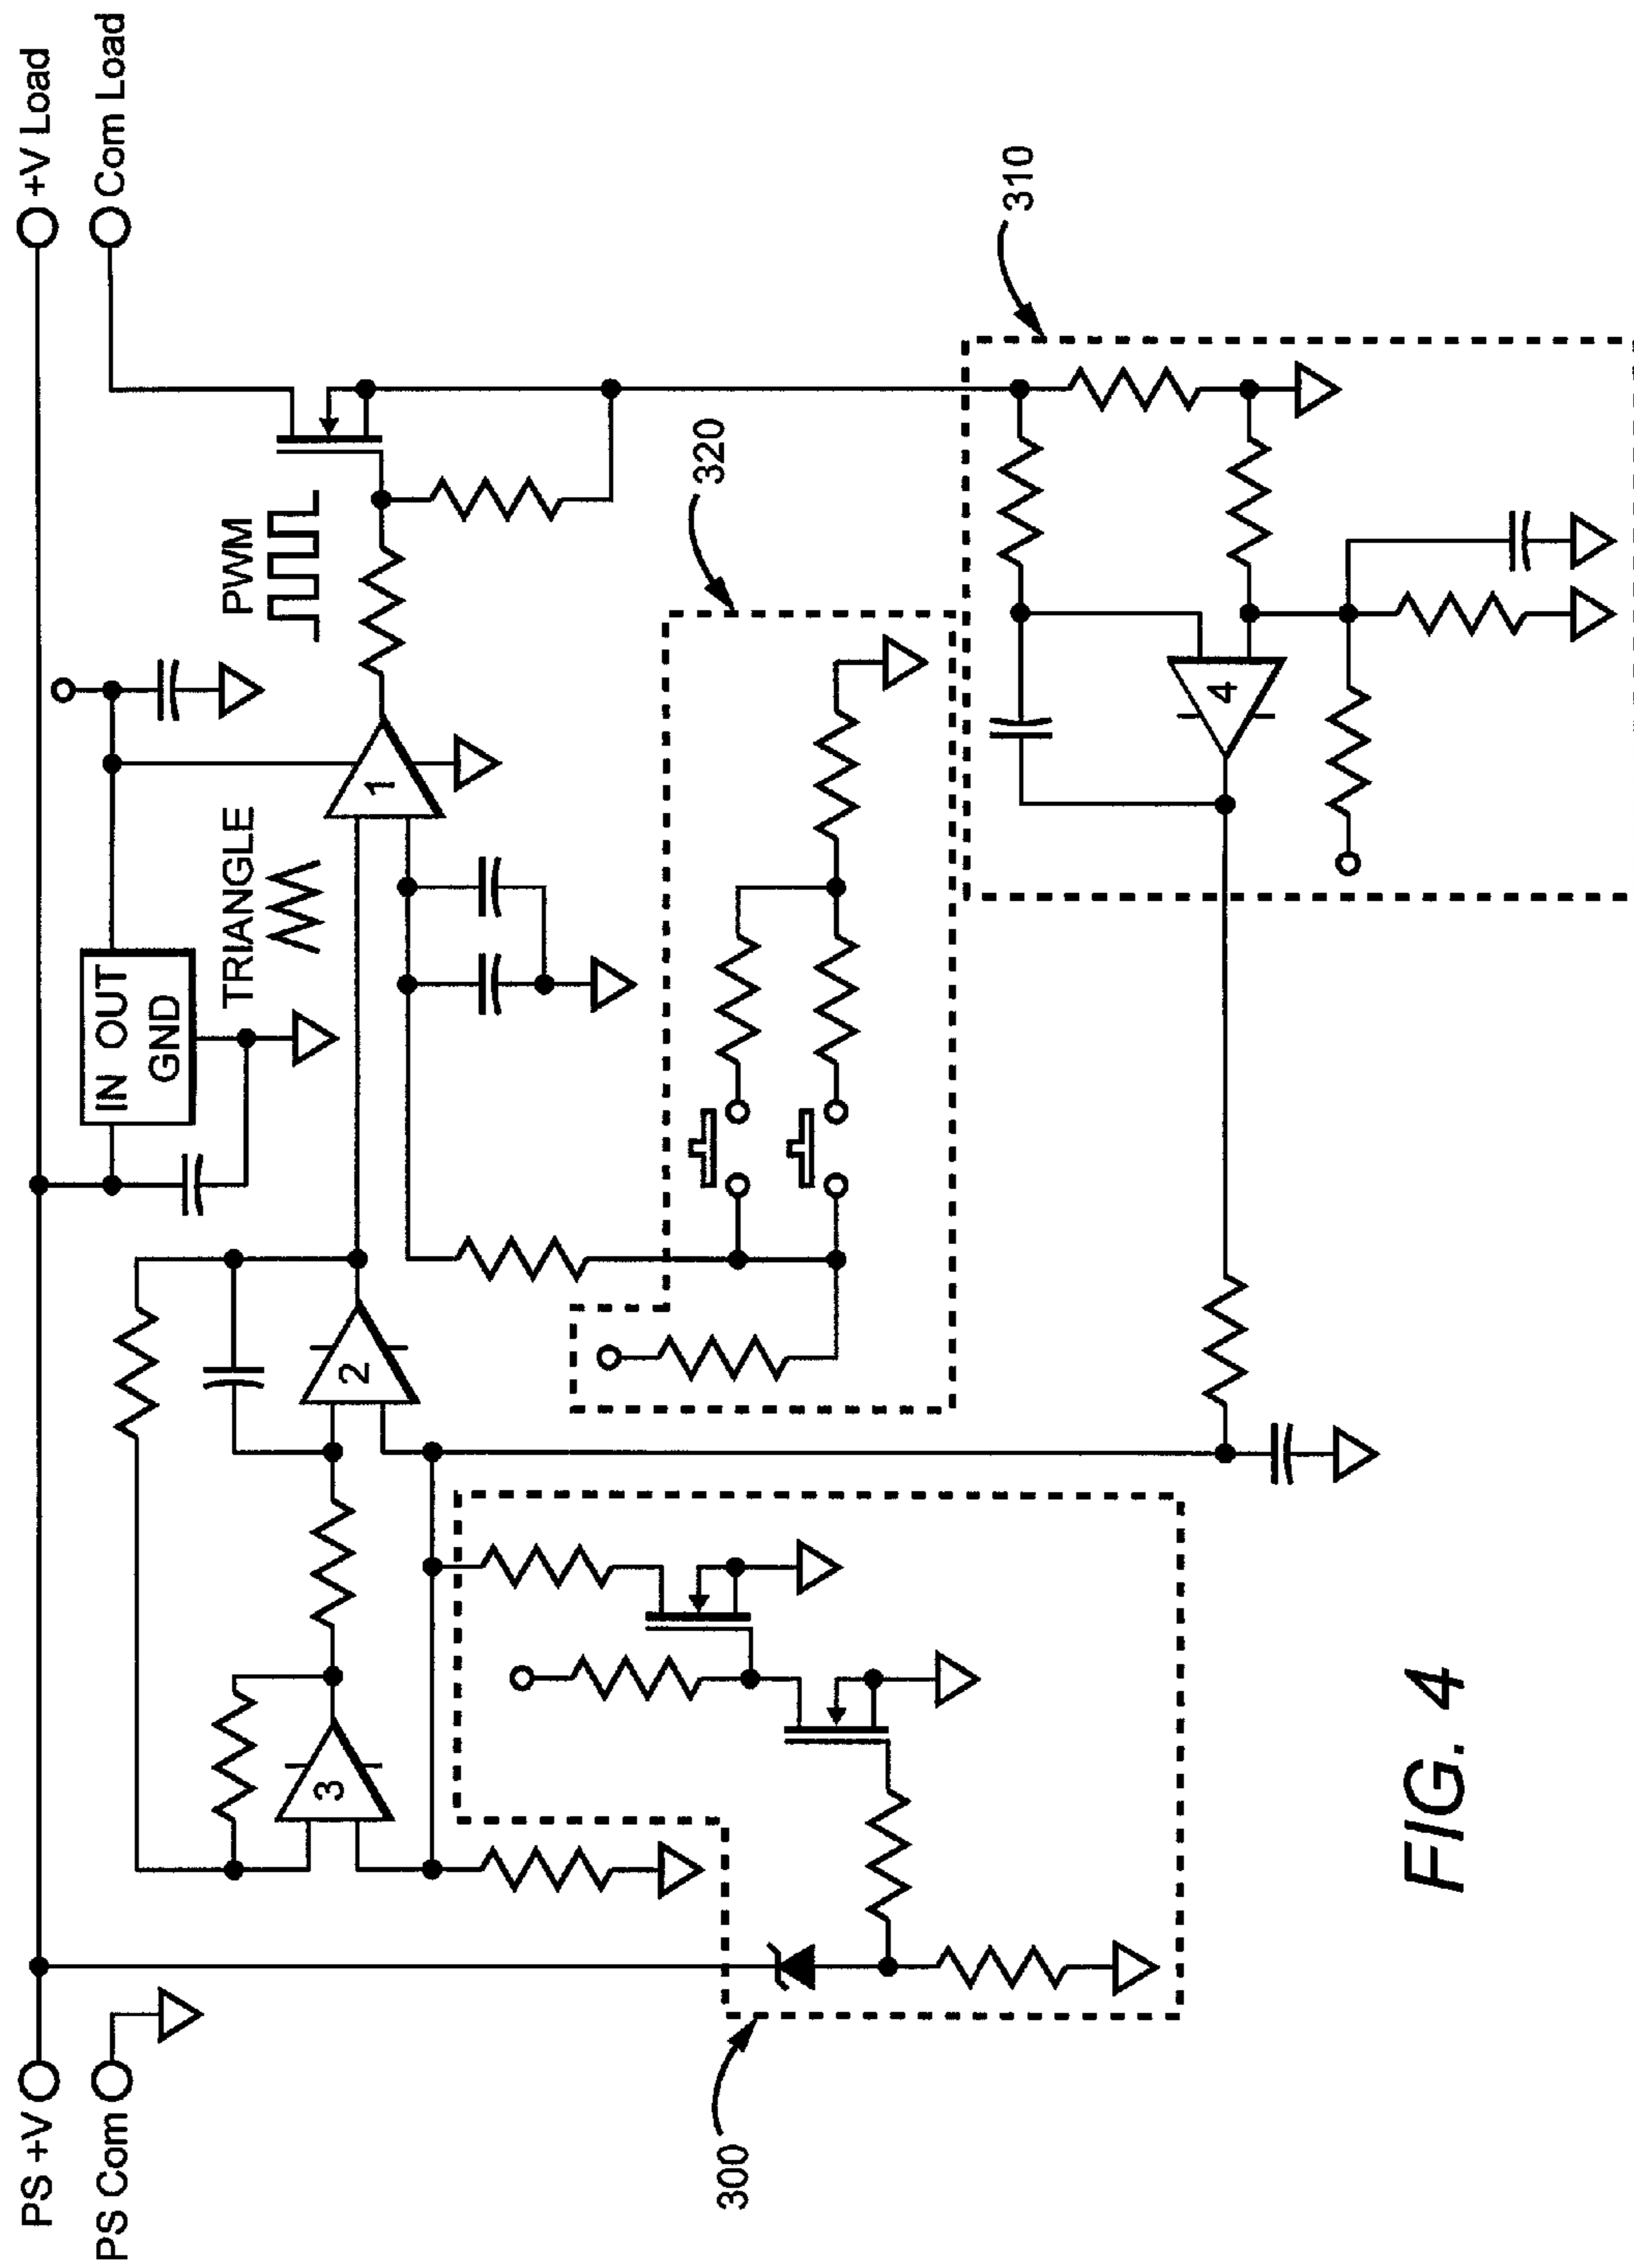 PS +V
PS Com
+V Load
Com Load
IN OUT
GND
TRIANGLE
PWM
3
2
1
4
300
320
310
FIG. 4